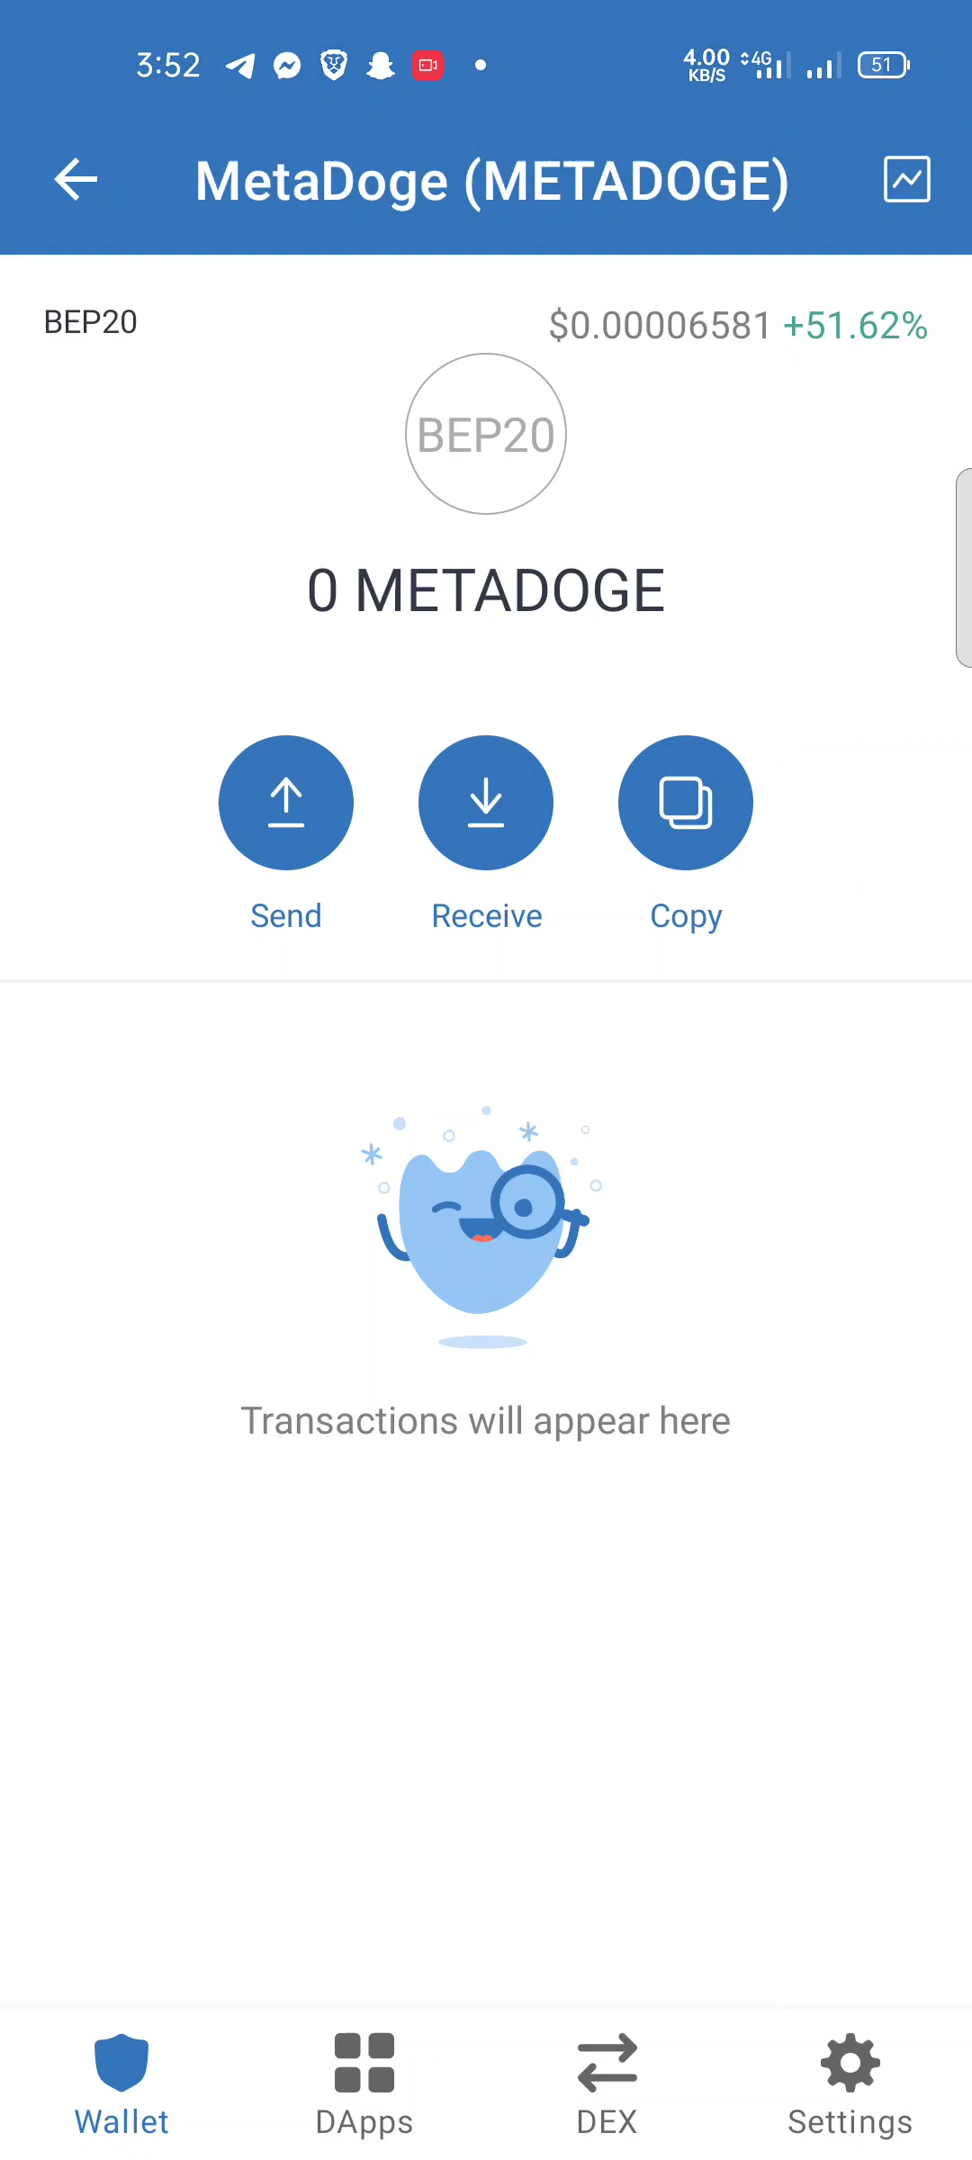 3:52 4.00 KB/S 4G 51
MetaDoge (METADOGE)
BEP20 $0.00006581 +51.62%
BEP20
0 METADOGE
Send Receive Copy
Transactions will appear here
Wallet DApps DEX Settings